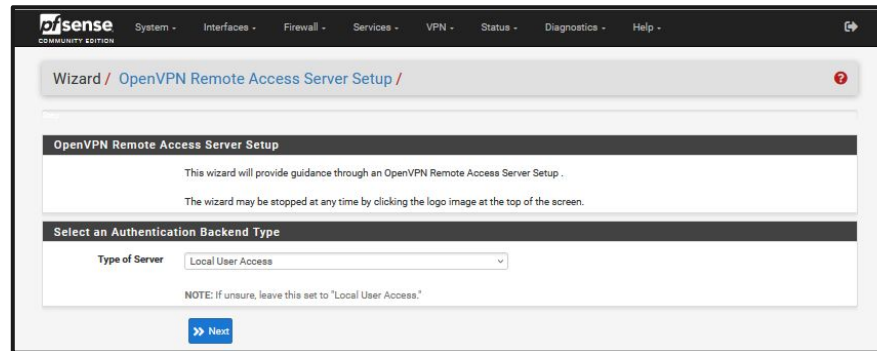 pfsense
COMMUNITY EDITION
System
Interfaces
Firewall
Services
VPN
Status
Diagnostics
Help
Wizard / OpenVPN Remote Access Server Setup /
OpenVPN Remote Access Server Setup
This wizard will provide guidance through an OpenVPN Remote Access Server Setup .
The wizard may be stopped at any time by clicking the logo image at the top of the screen.
Select an Authentication Backend Type
Type of Server Local User Access
NOTE: If unsure, leave this set to "Local User Access."
Next